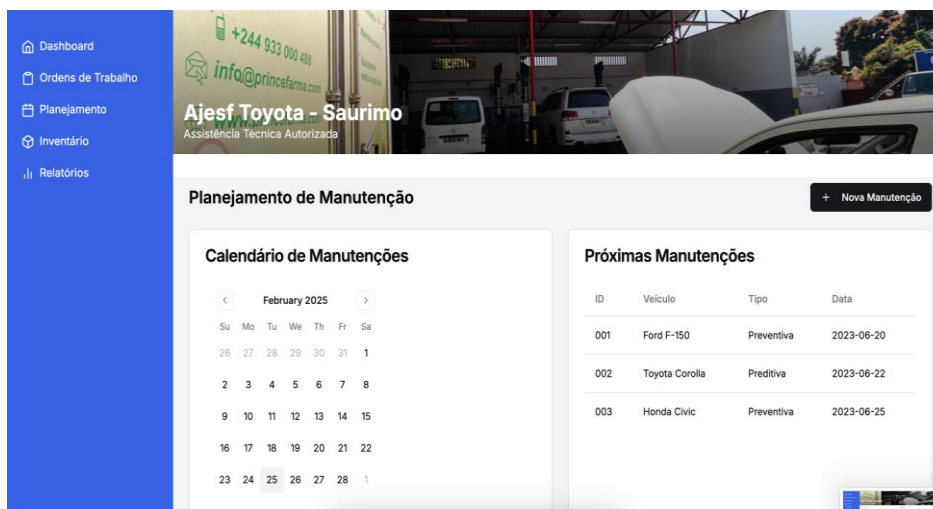 Dashboard
Ordens de Trabalho
Planejamento
Inventário
Relatórios
+244 933 000 488
info@princefarma.com
Ajesf Toyota - Saurimo
Assistência Técnica Autorizada
Planejamento de Manutenção
+ Nova Manutenção
Calendário de Manutenções
< February 2025 >
Su Mo Tu We Th Fr Sa
26 27 28 29 30 31 1
2 3 4 5 6 7 8
9 10 11 12 13 14 15
16 17 18 19 20 21 22
23 24 25 26 27 28 1
Próximas Manutenções
ID Veículo Tipo Data
001 Ford F-150 Preventiva 2023-06-20
002 Toyota Corolla Preditiva 2023-06-22
003 Honda Civic Preventiva 2023-06-25